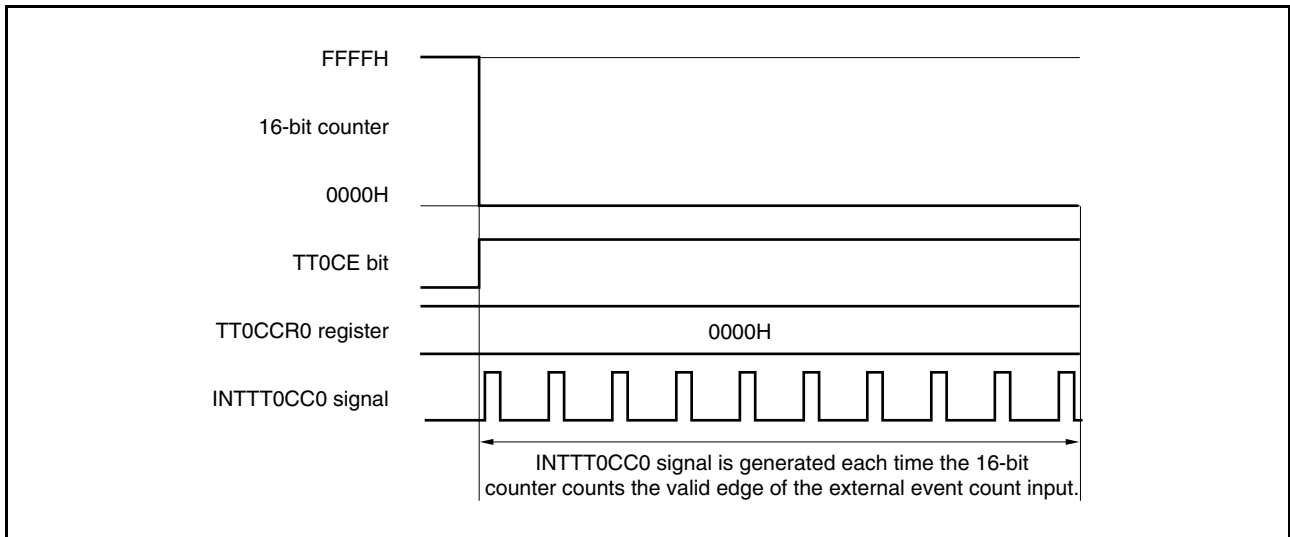 FFFFH
16-bit counter
0000H
TT0CE bit
TT0CCR0 register
0000H
INTTT0CC0 signal
INTTT0CC0 signal is generated each time the 16-bit
counter counts the valid edge of the external event count input.